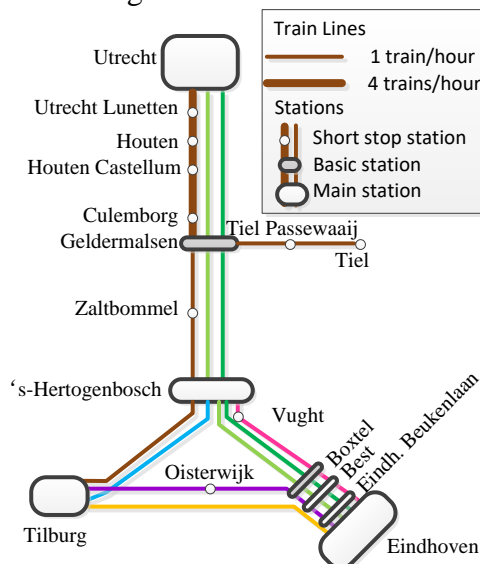 Train Lines
1 train/hour
4 trains/hour
Stations
Short stop station
Basic station
Main station
Utrecht
Utrecht Lunetten
Houten
Houten Castellum
Culemborg
Geldermalsen
Tiel Passewaaij
Tiel
Zaltbommel
‘s-Hertogenbosch
Vught
Boxtel
Best
Eindh. Beukenlaan
Oisterwijk
Tilburg
Eindhoven